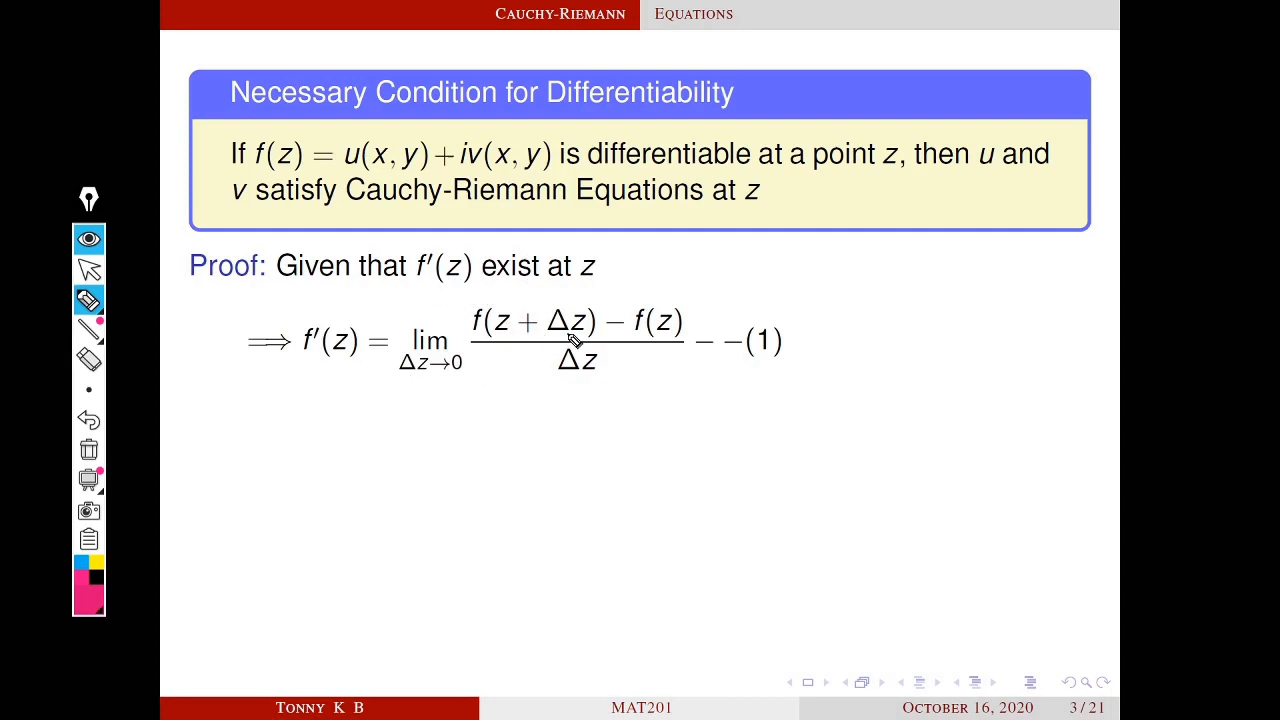 CAUCHY-RIEMANN EQUATIONS
Necessary Condition for Differentiability
If f(z) = u(x, y) + iv(x, y) is differentiable at a point z, then u and
v satisfy Cauchy-Riemann Equations at z
Proof: Given that f′(z) exist at z
⟹ f′(z) = lim_{Δz→0} (f(z + Δz) − f(z))/Δz − −(1)
TONNY K B MAT201 OCTOBER 16, 2020 3 / 21